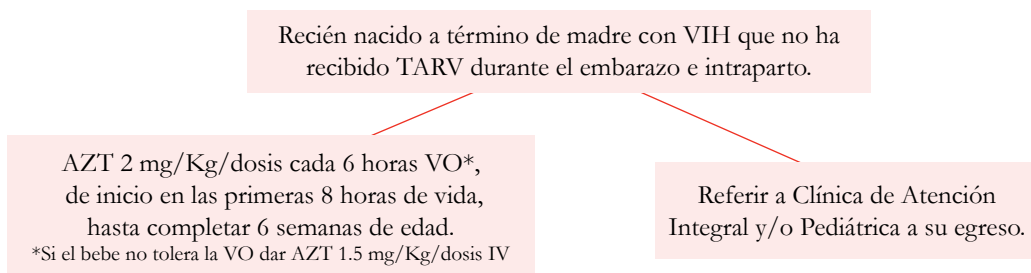 Recién nacido a término de madre con VIH que no ha
recibido TARV durante el embarazo e intraparto.
AZT 2 mg/Kg/dosis cada 6 horas VO*,
de inicio en las primeras 8 horas de vida,
hasta completar 6 semanas de edad.
*Si el bebe no tolera la VO dar AZT 1.5 mg/Kg/dosis IV
Referir a Clínica de Atención
Integral y/o Pediátrica a su egreso.